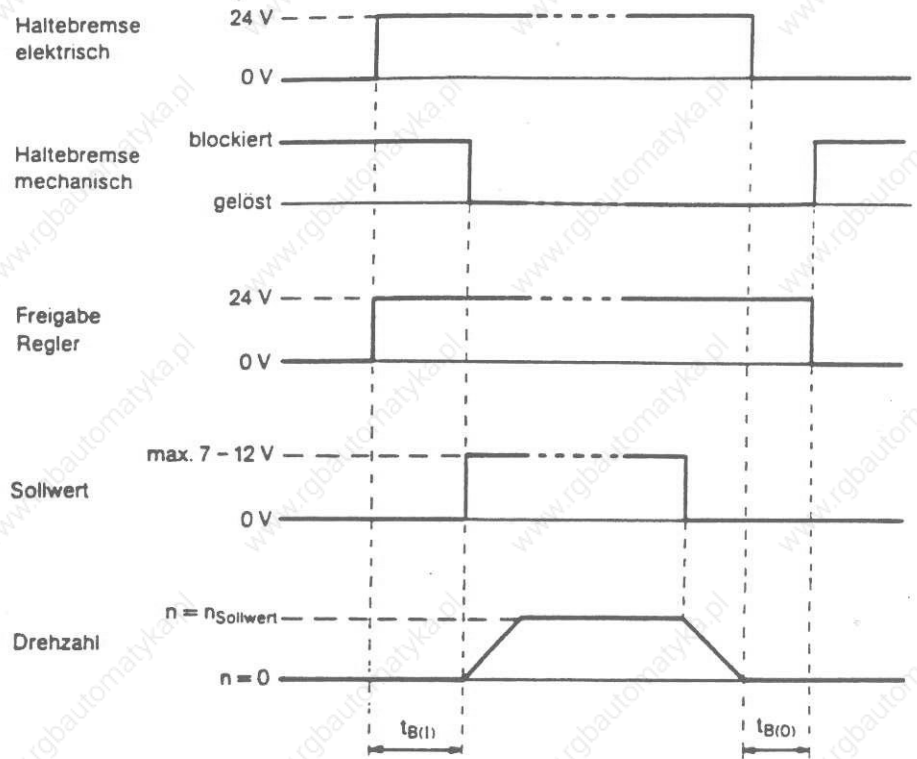 Haltebremse
elektrisch
24 V
0 V
Haltebremse
mechanisch
blockiert
gelöst
Freigabe
Regler
24 V
0 V
Sollwert
max. 7 – 12 V
0 V
Drehzahl
n = nSollwert
n = 0
tB(1)
tB(0)
www.rgbautomatyka.pl